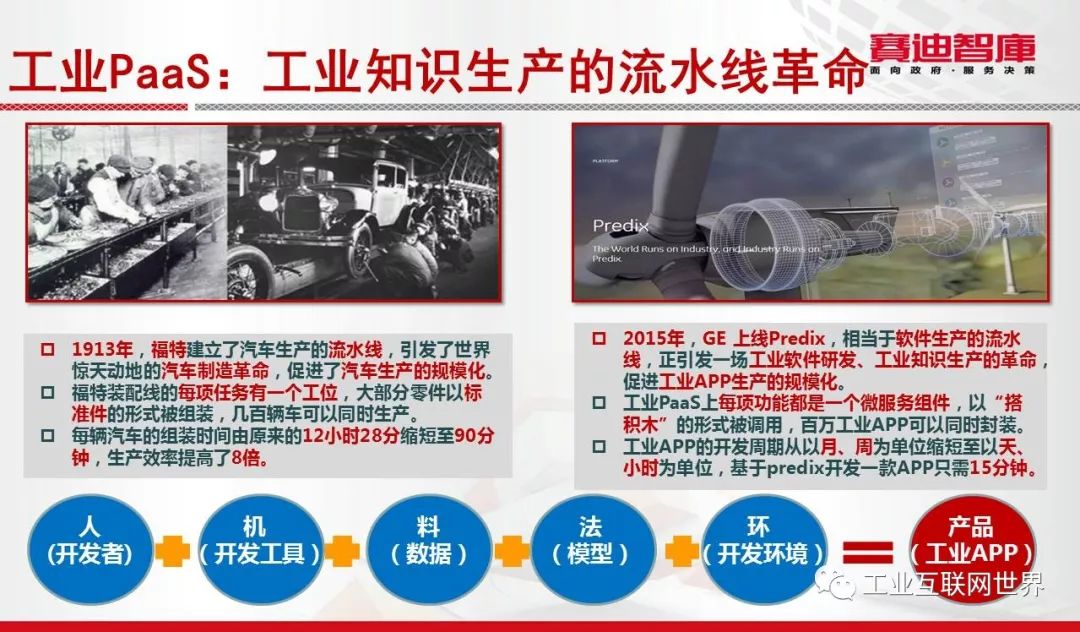 工业PaaS：工业知识生产的流水线革命
赛迪智庫
面向政府·服务决策
PLATFORM
Predix
The World Runs on Industry, and Industry Runs on
Predix.
1913年，福特建立了汽车生产的流水线，引发了世界
惊天动地的汽车制造革命，促进了汽车生产的规模化。
福特装配线的每项任务有一个工位，大部分零件以标
准件的形式被组装，几百辆车可以同时生产。
每辆汽车的组装时间由原来的12小时28分缩短至90分
钟，生产效率提高了8倍。
2015年，GE 上线Predix，相当于软件生产的流水
线，正引发一场工业软件研发、工业知识生产的革命，
促进工业APP生产的规模化。
工业PaaS上每项功能都是一个微服务组件，以“搭
积木”的形式被调用，百万工业APP可以同时封装。
工业APP的开发周期从以月、周为单位缩短至以天、
小时为单位，基于predix开发一款APP只需15分钟。
人
(开发者)
机
（开发工具）
料
（数据）
法
（模型）
环
（开发环境）
产品
（工业APP）
工业互联网世界